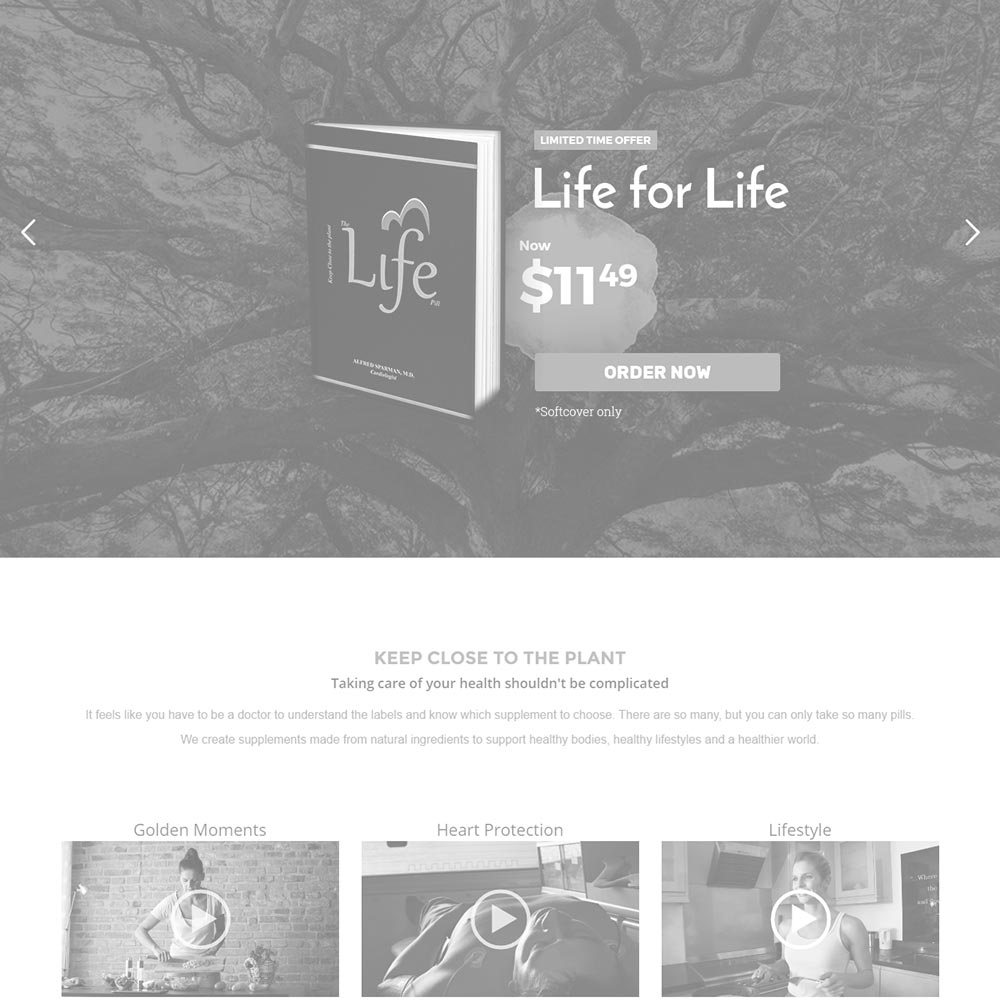 LIMITED TIME OFFER
Life for Life
Now
$11 49
ORDER NOW
*Softcover only
Keep Close to the plant
The
Life
Pill
ALFRED SPARMAN, M.D.
Cardiologist
KEEP CLOSE TO THE PLANT
Taking care of your health shouldn't be complicated
It feels like you have to be a doctor to understand the labels and know which supplement to choose. There are so many, but you can only take so many pills.
We create supplements made from natural ingredients to support healthy bodies, healthy lifestyles and a healthier world.
Golden Moments
Heart Protection
Lifestyle
Where
the